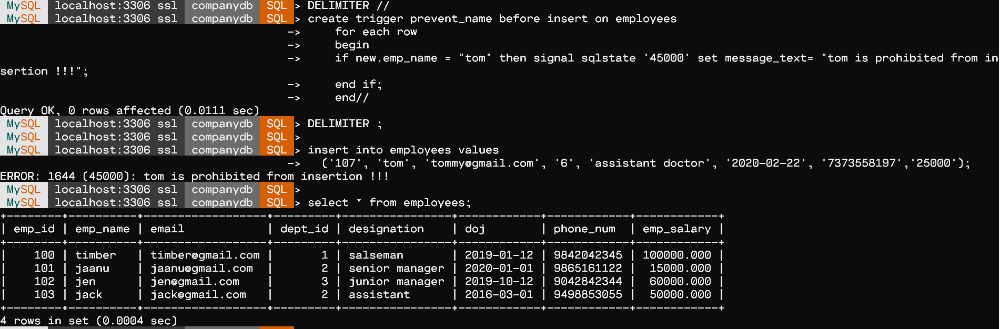 MySQL localhost:3306 ssl companydb SQL > DELIMITER //
MySQL localhost:3306 ssl companydb SQL > create trigger prevent_name before insert on employees
-> for each row
-> begin
-> if new.emp_name = "tom" then signal sqlstate '45000' set message_text= "tom is prohibited from in
sertion !!!";
-> end if;
-> end//
Query OK, 0 rows affected (0.0111 sec)
MySQL localhost:3306 ssl companydb SQL > DELIMITER ;
MySQL localhost:3306 ssl companydb SQL >
MySQL localhost:3306 ssl companydb SQL > insert into employees values
-> ('107', 'tom', 'tommy@gmail.com', '6', 'assistant doctor', '2020-02-22', '7373558197','25000');
ERROR: 1644 (45000): tom is prohibited from insertion !!!
MySQL localhost:3306 ssl companydb SQL >
MySQL localhost:3306 ssl companydb SQL > select * from employees;
+--------+----------+------------------+---------+----------------+------------+------------+------------+
| emp_id | emp_name | email | dept_id | designation | doj | phone_num | emp_salary |
+--------+----------+------------------+---------+----------------+------------+------------+------------+
| 100 | timber | timber@gmail.com | 1 | salseman | 2019-01-12 | 9842042345 | 100000.000 |
| 101 | jaanu | jaanu@gmail.com | 2 | senior manager | 2020-01-01 | 9865161122 | 15000.000 |
| 102 | jen | jen@gmail.com | 3 | junior manager | 2019-10-12 | 9042842344 | 60000.000 |
| 103 | jack | jack@gmail.com | 2 | assistant | 2016-03-01 | 9498853055 | 50000.000 |
+--------+----------+------------------+---------+----------------+------------+------------+------------+
4 rows in set (0.0004 sec)